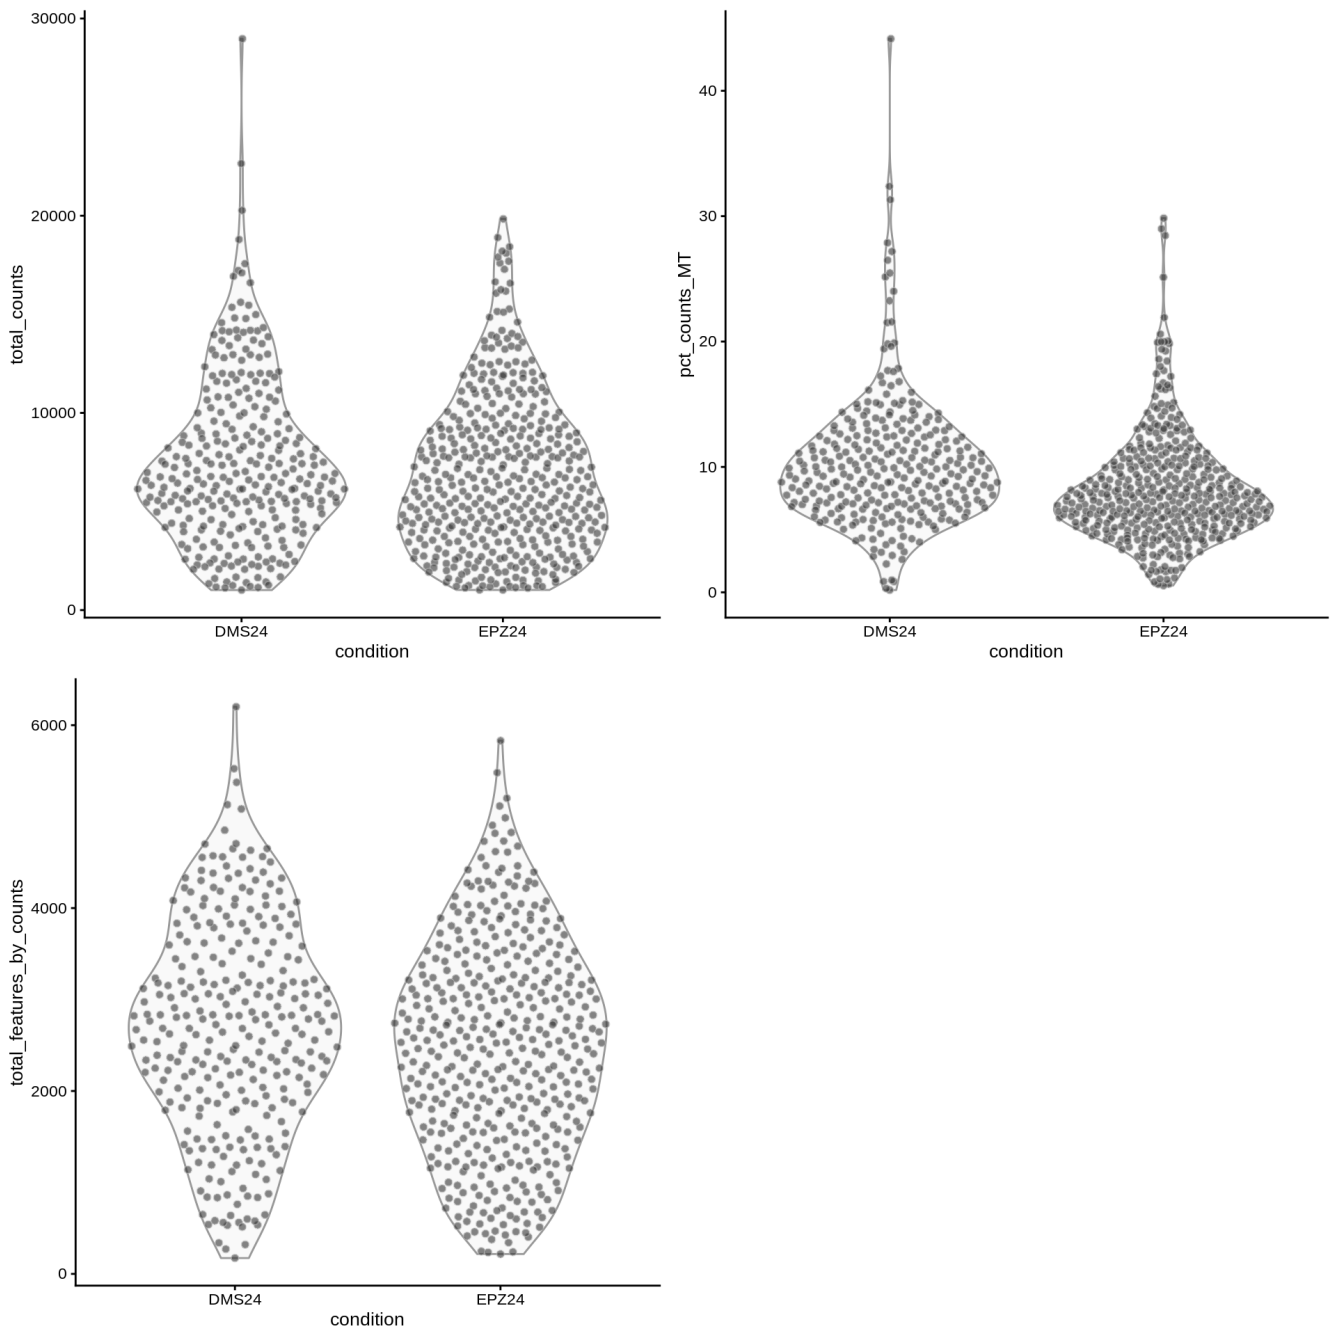 30000
20000
10000
0
total_counts
DMS24
EPZ24
condition
40
30
20
10
0
pct_counts_MT
DMS24
EPZ24
condition
6000
4000
2000
0
total_features_by_counts
DMS24
EPZ24
condition